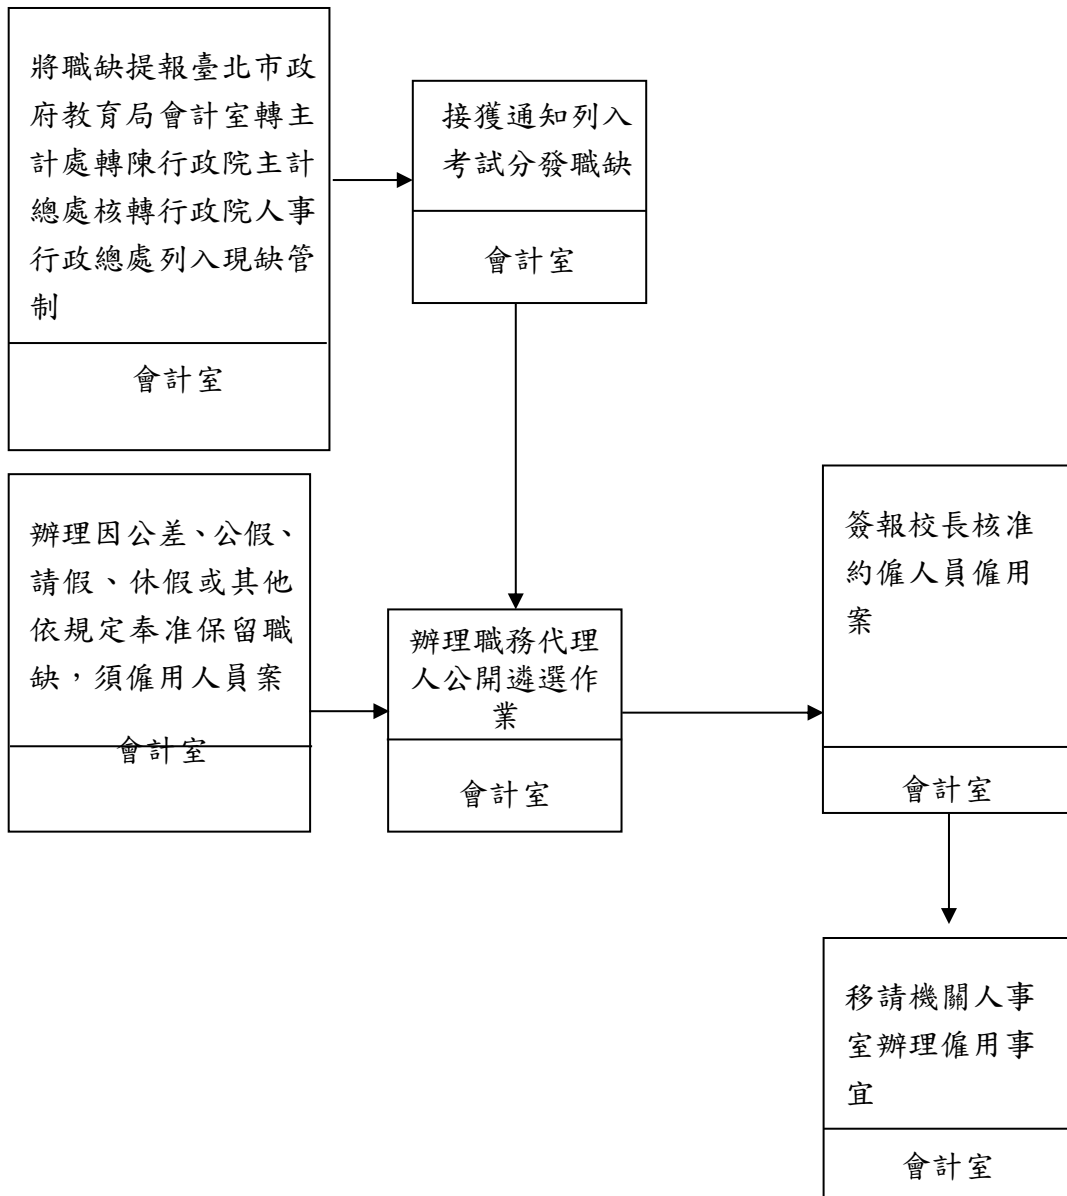 將職缺提報臺北市政
府教育局會計室轉主
計處轉陳行政院主計
總處核轉行政院人事
行政總處列入現缺管
制
會計室
接獲通知列入
考試分發職缺
會計室
辦理因公差、公假、
請假、休假或其他
依規定奉准保留職
缺，須僱用人員案
會計室
辦理職務代理
人公開遴選作
業
會計室
簽報校長核准
約僱人員僱用
案
會計室
移請機關人事
室辦理僱用事
宜
會計室